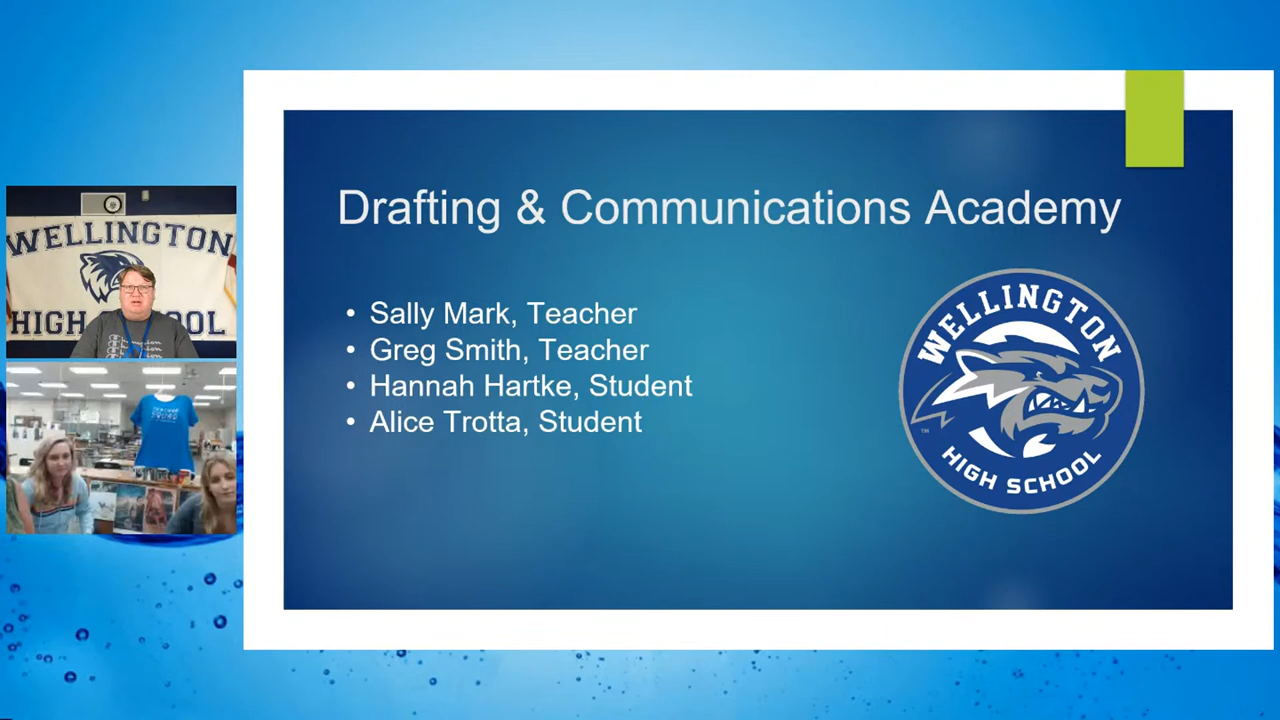 Drafting & Communications Academy
• Sally Mark, Teacher
• Greg Smith, Teacher
• Hannah Hartke, Student
• Alice Trotta, Student
WELLINGTON
HIGH SCHOOL
TM
WELLINGTON
HIGH SCHOOL